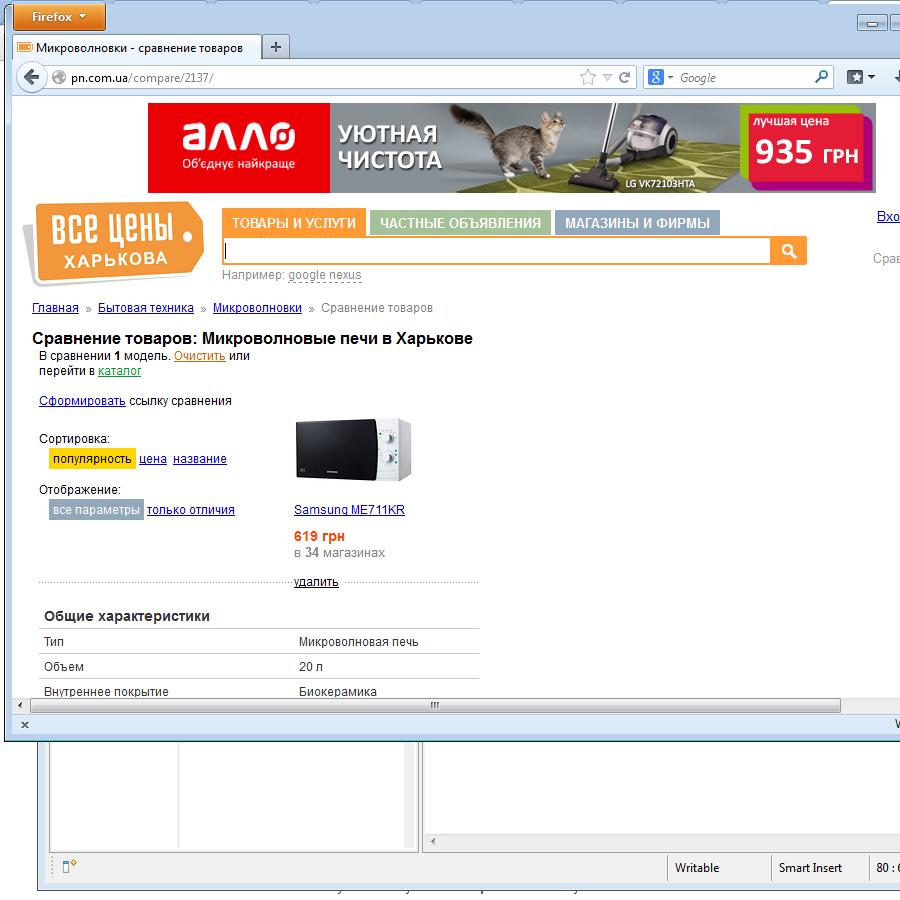 Firefox
Микроволновки - сравнение товаров
pn.com.ua/compare/2137/
Google
алло
Об'єднує найкраще
УЮТНАЯ
ЧИСТОТА
LG VK72103HTA
лучшая цена
935 ГРН
ВСЕ ЦЕНЫ
ХАРЬКОВА
ТОВАРЫ И УСЛУГИ ЧАСТНЫЕ ОБЪЯВЛЕНИЯ МАГАЗИНЫ И ФИРМЫ
Например: google nexus
Главная » Бытовая техника » Микроволновки » Сравнение товаров
Сравнение товаров: Микроволновые печи в Харькове
В сравнении 1 модель. Очистить или
перейти в каталог
Сформировать ссылку сравнения
Сортировка:
популярность цена название
Отображение:
все параметры только отличия
Samsung ME711KR
619 грн
в 34 магазинах
удалить
Общие характеристики
Тип Микроволновая печь
Объем 20 л
Внутреннее покрытие Биокерамика
Writable Smart Insert